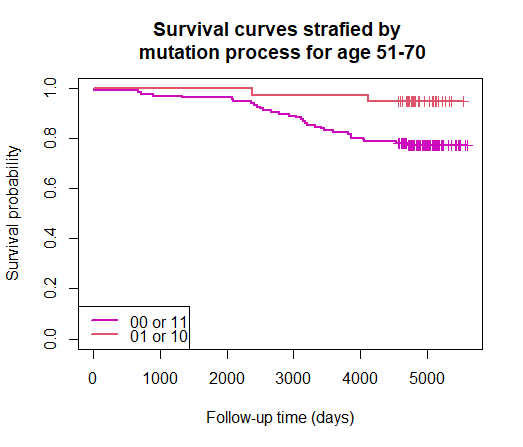 Survival curves strafied by
mutation process for age 51-70
Survival probability
1.0
0.8
0.6
0.4
0.2
0.0
00 or 11
01 or 10
0 1000 2000 3000 4000 5000
Follow-up time (days)